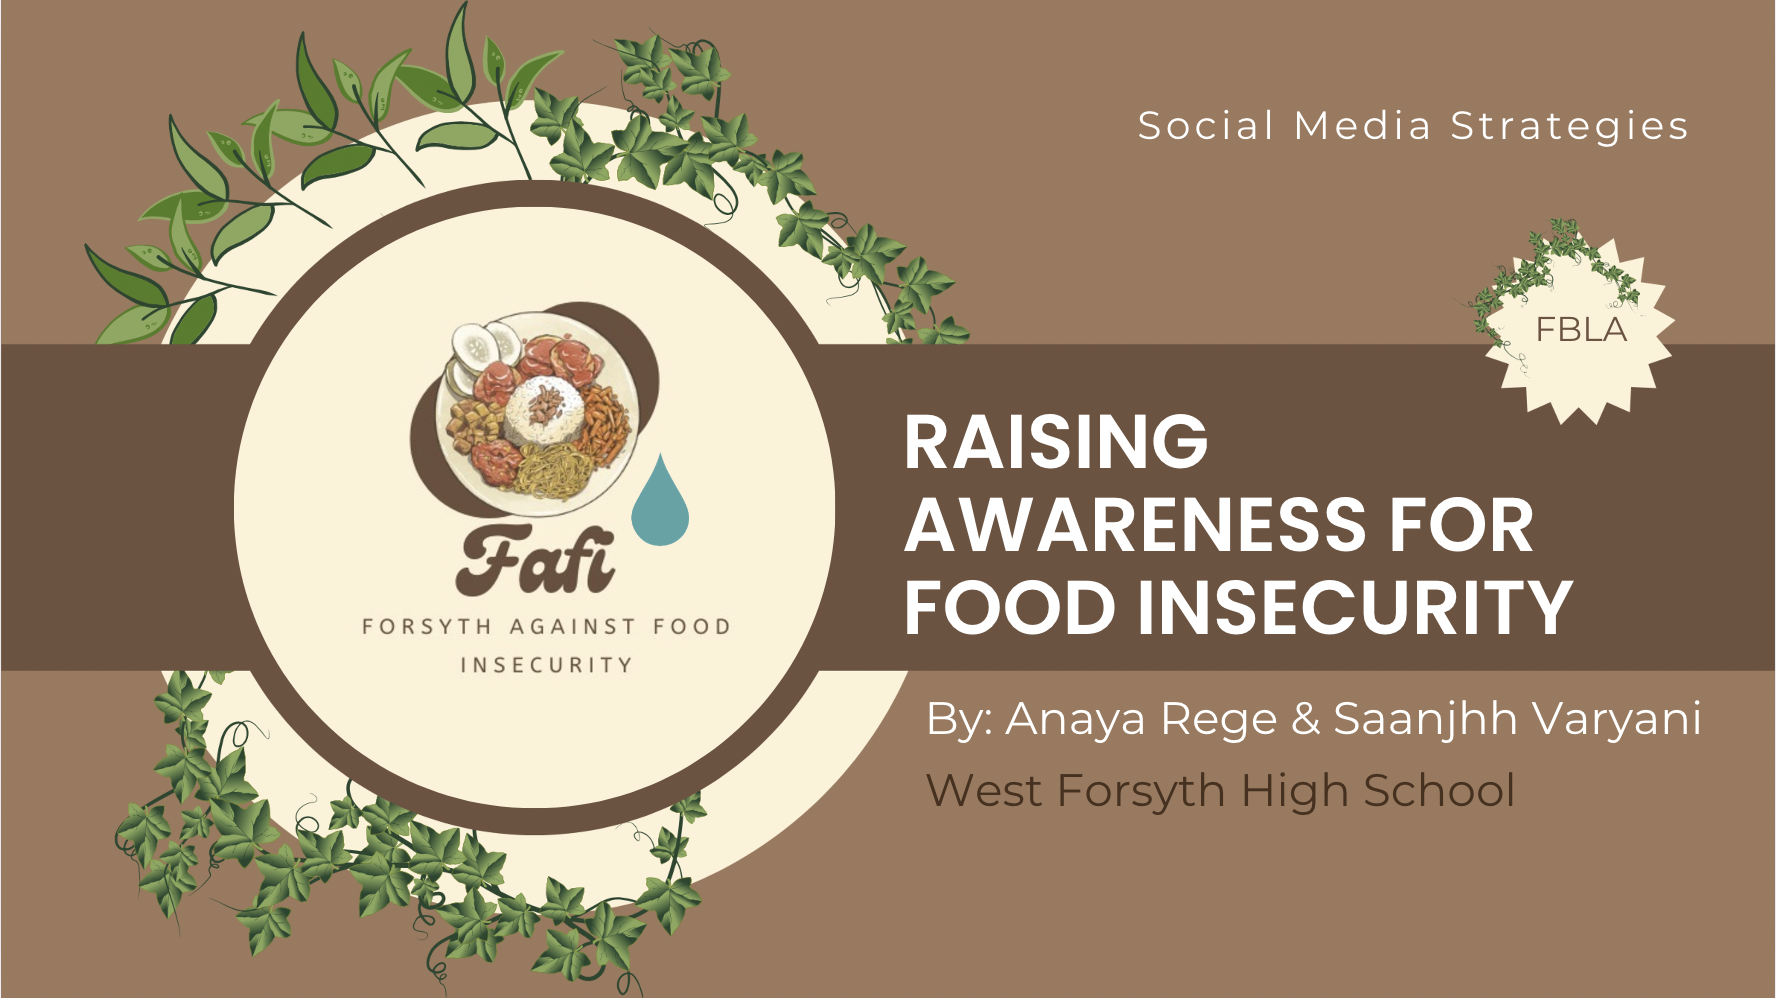 Social Media Strategies
FBLA
Fafi
FORSYTH AGAINST FOOD
INSECURITY
RAISING
AWARENESS FOR
FOOD INSECURITY
By: Anaya Rege & Saanjhh Varyani
West Forsyth High School